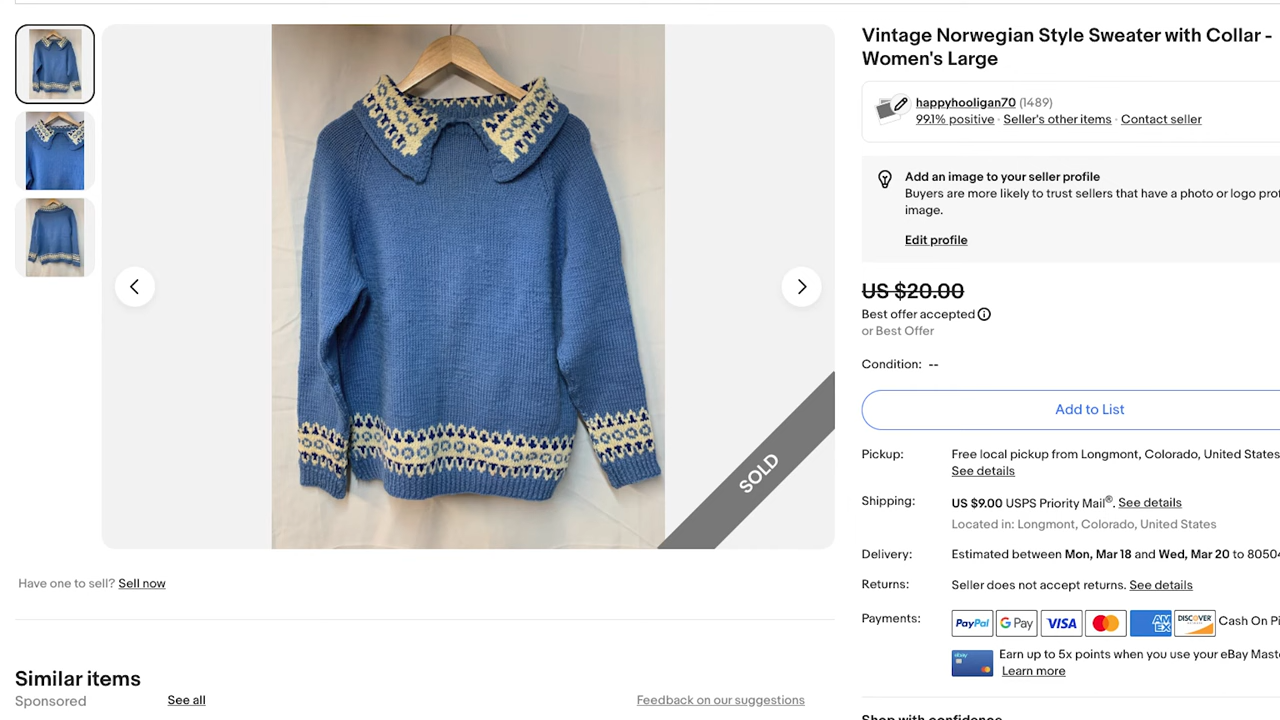 Vintage Norwegian Style Sweater with Collar -
Women's Large
happyhooligan70 (1489)
99.1% positive · Seller's other items · Contact seller
Add an image to your seller profile
Buyers are more likely to trust sellers that have a photo or logo
image.
Edit profile
US $20.00
Best offer accepted
or Best Offer
Condition: --
Add to List
Pickup: Free local pickup from Longmont, Colorado, United States
See details
Shipping: US $9.00 USPS Priority Mail®. See details
Located in: Longmont, Colorado, United States
Delivery: Estimated between Mon, Mar 18 and Wed, Mar 20 to 80504
Returns: Seller does not accept returns. See details
Payments: PayPal G Pay VISA AM EX DISCOVER Cash On
ebay Earn up to 5x points when you use your eBay
Learn more
Shop with confidence
SOLD
Have one to sell? Sell now
Similar items
Sponsored See all Feedback on our suggestions